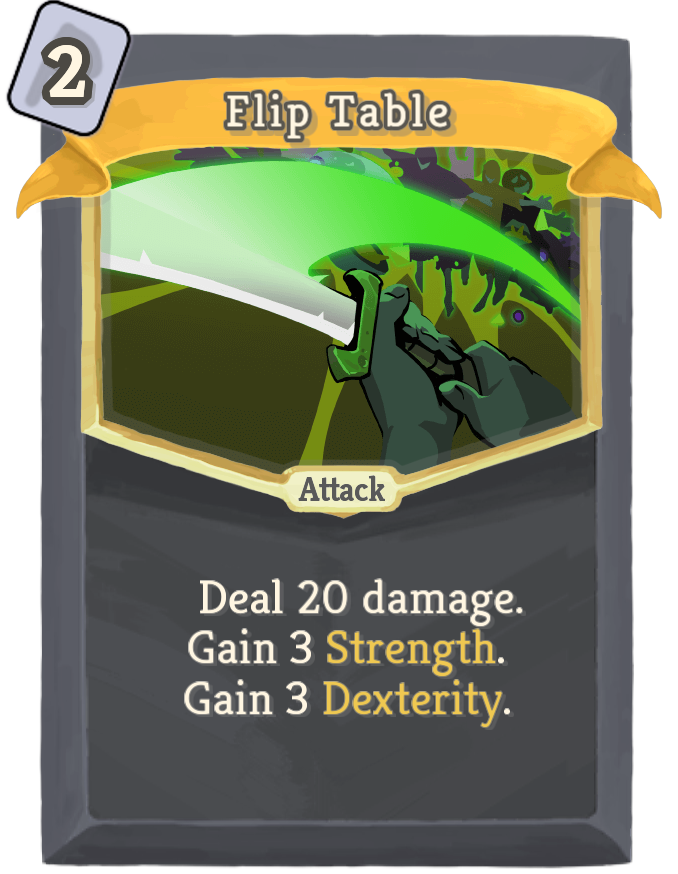 2
Flip Table
Attack
Deal 20 damage.
Gain 3 Strength.
Gain 3 Dexterity.